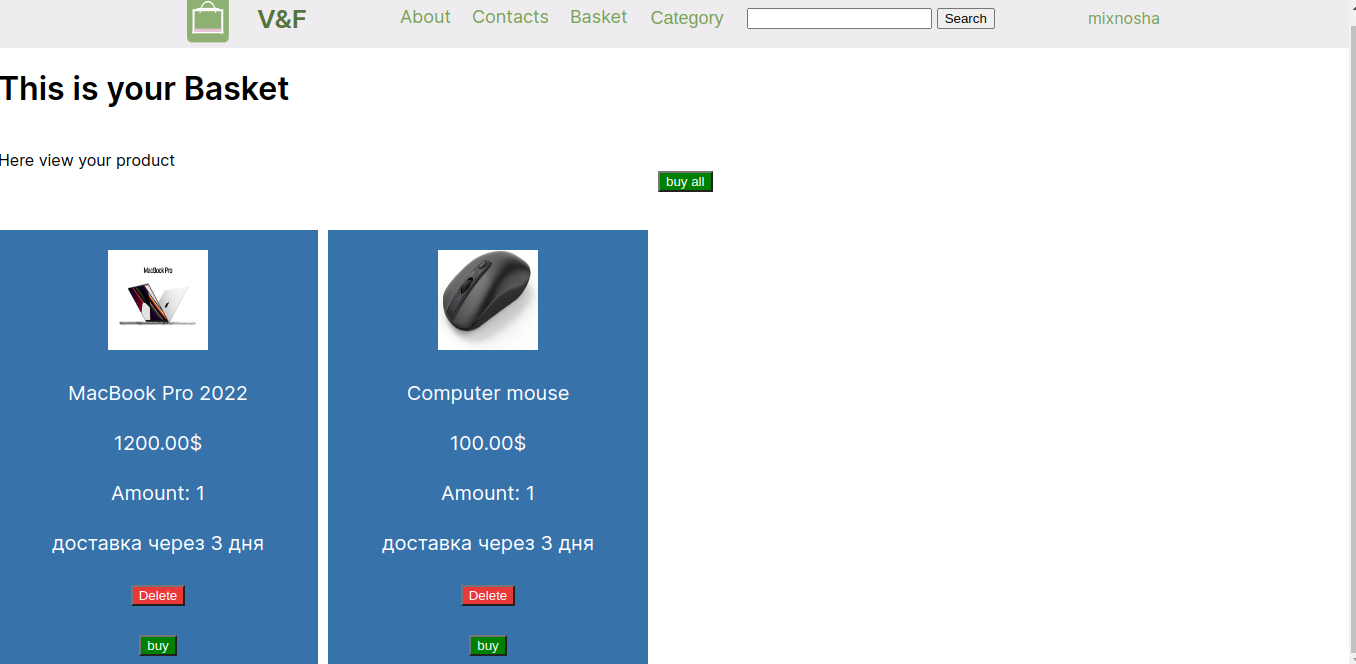 V&F About Contacts Basket Category Search mixnosha
This is your Basket
Here view your product
buy all
MacBook Pro
MacBook Pro 2022
1200.00$
Amount: 1
доставка через 3 дня
Delete
buy
Computer mouse
100.00$
Amount: 1
доставка через 3 дня
Delete
buy